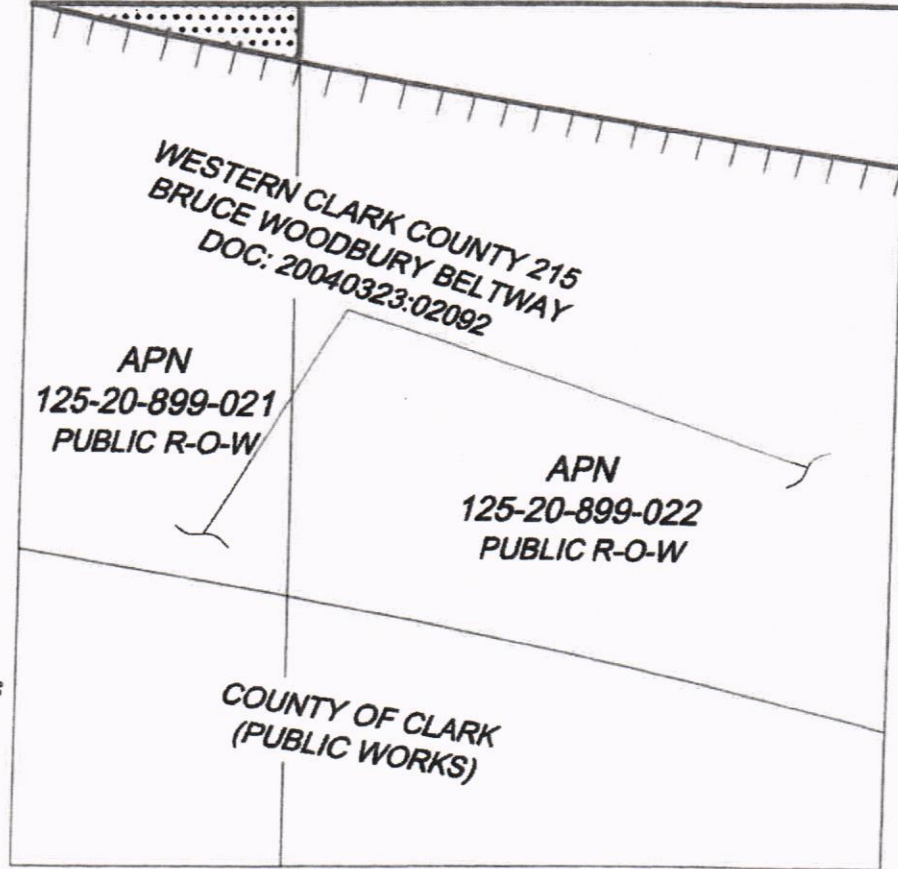 WESTERN CLARK COUNTY 215
BRUCE WOODBURY BELTWAY
DOC: 20040323:02092
APN
125-20-899-021
PUBLIC R-O-W
APN
125-20-899-022
PUBLIC R-O-W
COUNTY OF CLARK
(PUBLIC WORKS)